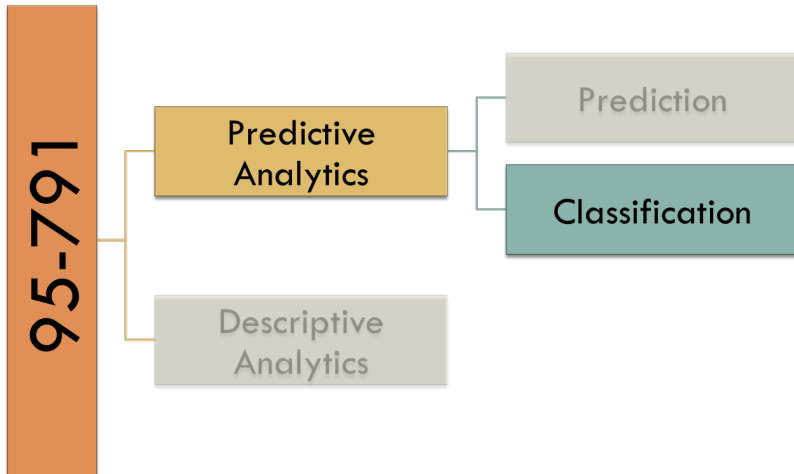 95-791
Predictive
Analytics
Prediction
Classification
Descriptive
Analytics